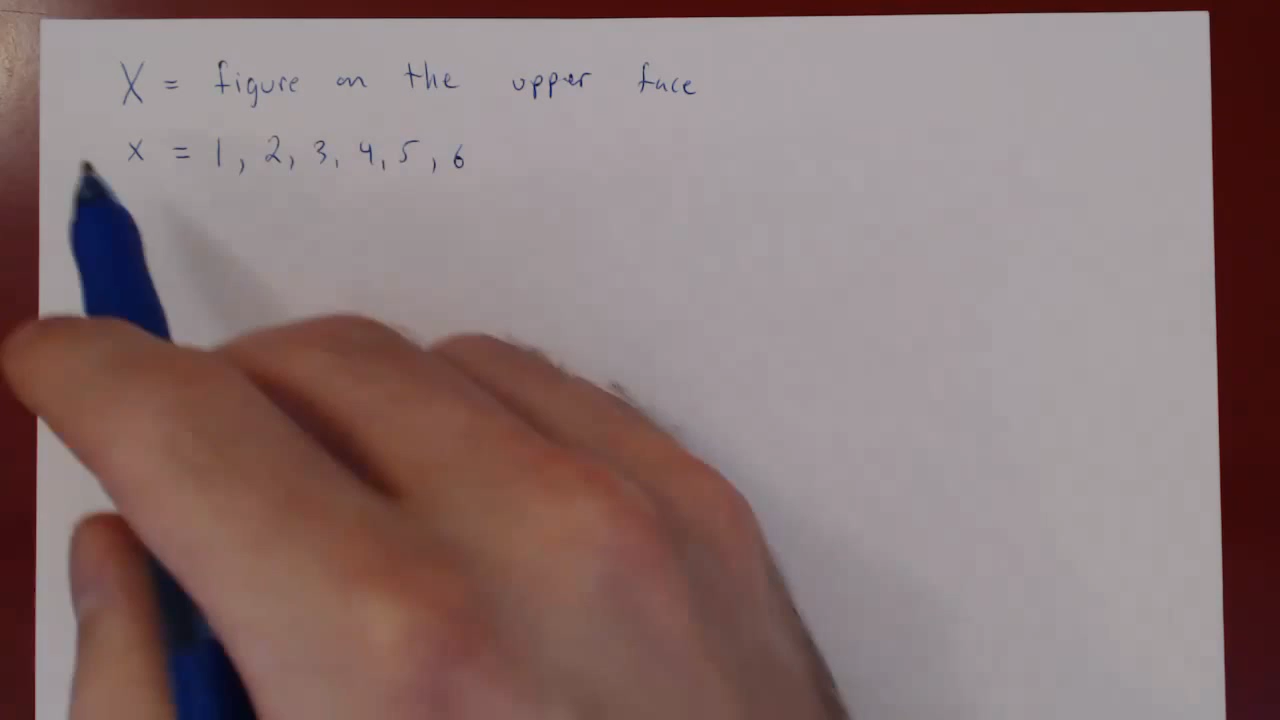 X = figure on the upper face
x = 1, 2, 3, 4, 5, 6